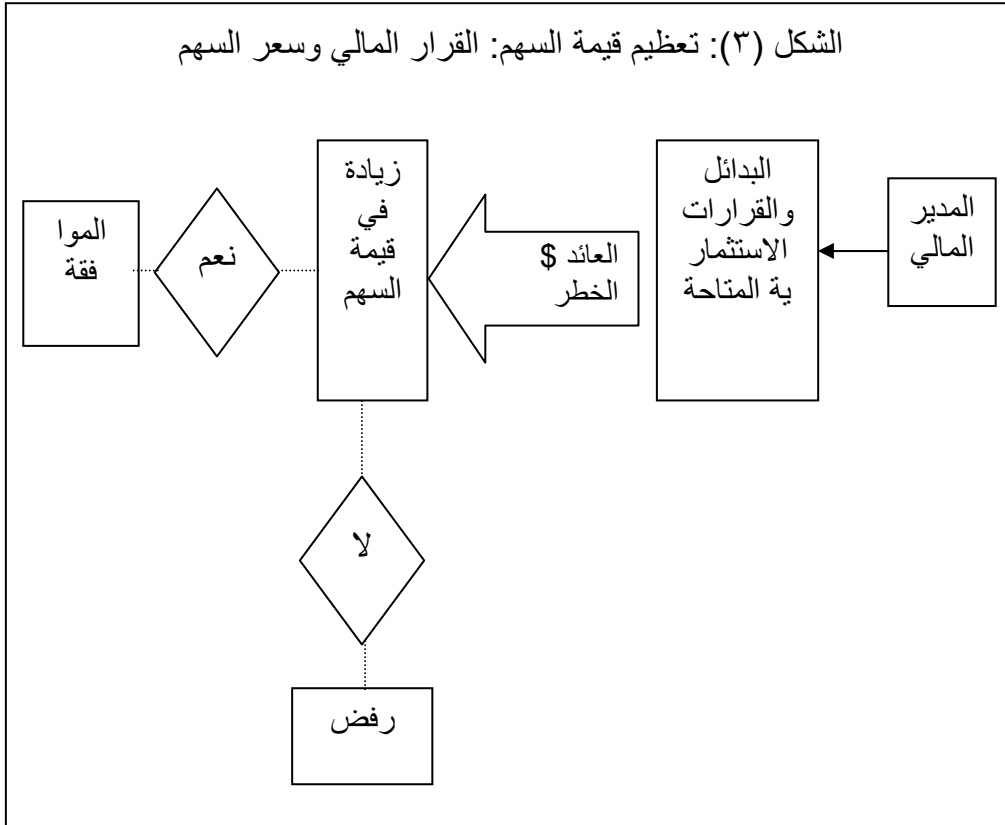 الشكل (٣): تعظيم قيمة السهم: القرار المالي وسعر السهم
المدير
المالي
البدائل
والقرارات
الاستثمار
ية المتاحة
العائد $
الخطر
زيادة
في
قيمة
السهم
نعم
الموا
فقة
لا
رفض